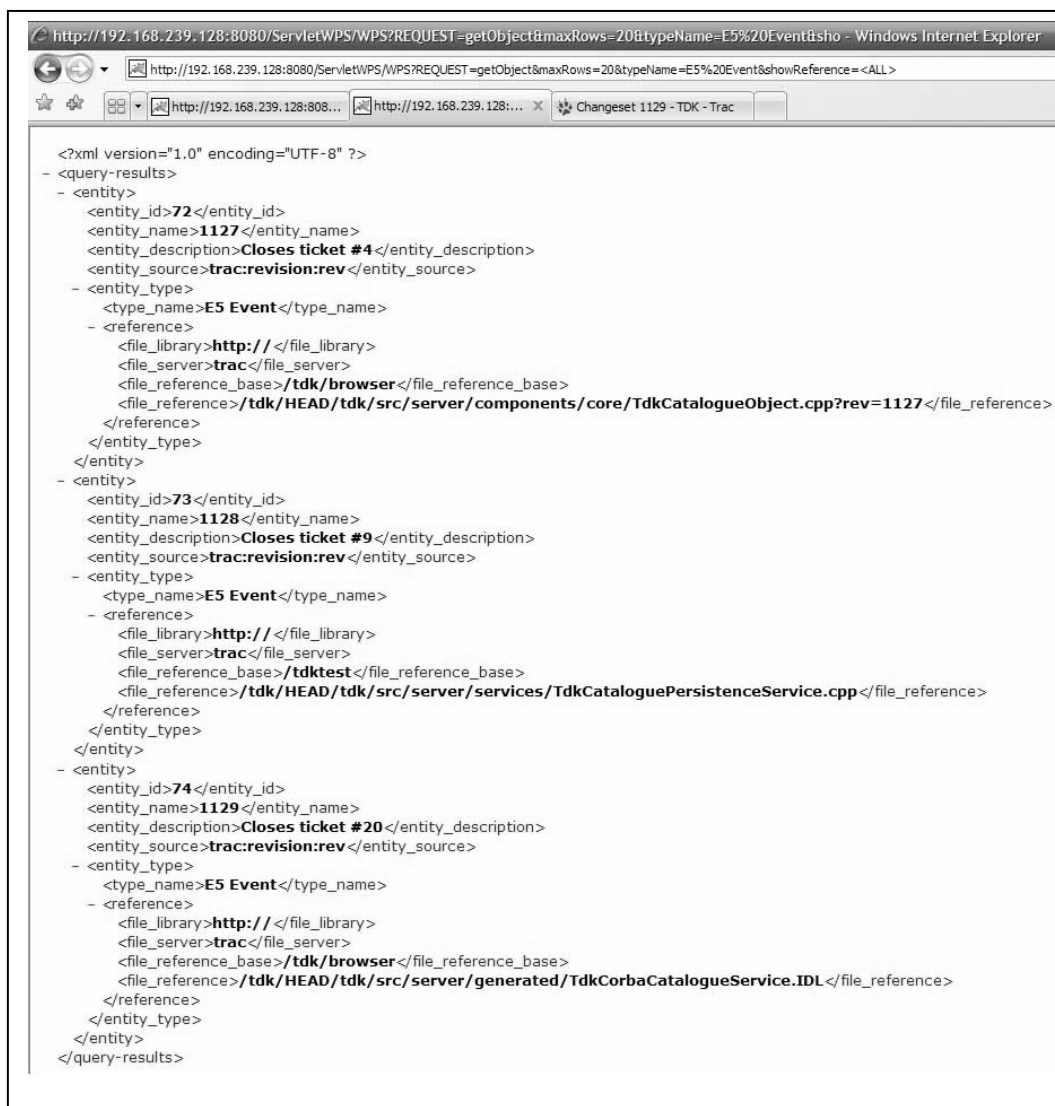 http://192.168.239.128:8080/ServletWPS/WPS?REQUEST=getObject&maxRows=20&typeName=E5%20Event&sho - Windows Internet Explorer
http://192.168.239.128:8080/ServletWPS/WPS?REQUEST=getObject&maxRows=20&typeName=E5%20Event&showReference=<ALL>
http://192.168.239.128:808... http://192.168.239.128:... X Changeset 1129 - TDK - Trac
<?xml version="1.0" encoding="UTF-8" ?>
- <query-results>
- <entity>
<entity_id>72</entity_id>
<entity_name>1127</entity_name>
<entity_description>Closes ticket #4</entity_description>
<entity_source>trac:revision:rev</entity_source>
- <entity_type>
<type_name>E5 Event</type_name>
- <reference>
<file_library>http://</file_library>
<file_server>trac</file_server>
<file_reference_base>/tdk/browser</file_reference_base>
<file_reference>/tdk/HEAD/tdk/src/server/components/core/TdkCatalogueObject.cpp?rev=1127</file_reference>
</reference>
</entity_type>
</entity>
- <entity>
<entity_id>73</entity_id>
<entity_name>1128</entity_name>
<entity_description>Closes ticket #9</entity_description>
<entity_source>trac:revision:rev</entity_source>
- <entity_type>
<type_name>E5 Event</type_name>
- <reference>
<file_library>http://</file_library>
<file_server>trac</file_server>
<file_reference_base>/tdktest</file_reference_base>
<file_reference>/tdk/HEAD/tdk/src/server/services/TdkCataloguePersistenceService.cpp</file_reference>
</reference>
</entity_type>
</entity>
- <entity>
<entity_id>74</entity_id>
<entity_name>1129</entity_name>
<entity_description>Closes ticket #20</entity_description>
<entity_source>trac:revision:rev</entity_source>
- <entity_type>
<type_name>E5 Event</type_name>
- <reference>
<file_library>http://</file_library>
<file_server>trac</file_server>
<file_reference_base>/tdk/browser</file_reference_base>
<file_reference>/tdk/HEAD/tdk/src/server/generated/TdkCorbaCatalogueService.IDL</file_reference>
</reference>
</entity_type>
</entity>
</query-results>